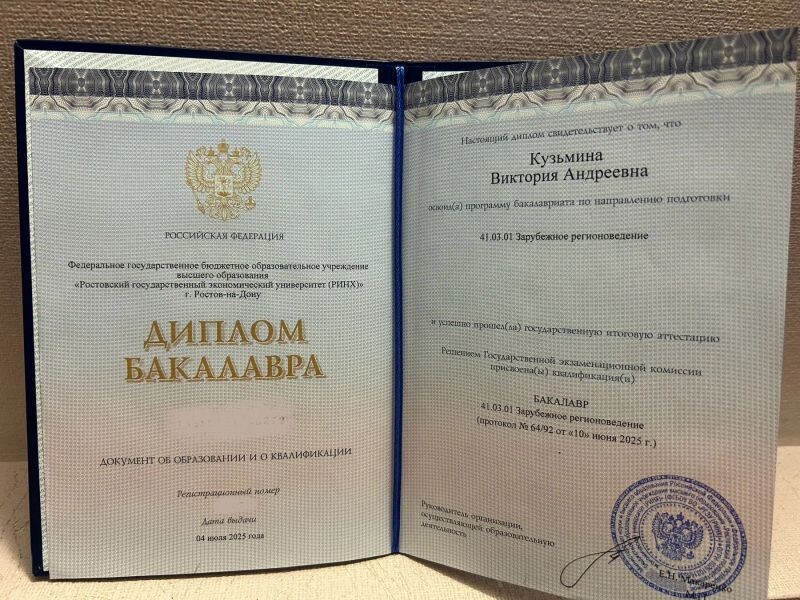 РОССИЙСКАЯ ФЕДЕРАЦИЯ
Федеральное государственное бюджетное образовательное учреждение
высшего образования
«Ростовский государственный экономический университет (РИНХ)»
г. Ростов-на-Дону
ДИПЛОМ
БАКАЛАВРА
ДОКУМЕНТ ОБ ОБРАЗОВАНИИ И О КВАЛИФИКАЦИИ
Регистрационный номер
Дата выдачи
04 июля 2025 года
Настоящий диплом свидетельствует о том, что
Кузьмина
Виктория Андреевна
освоил(а) программу бакалавриата по направлению подготовки
41.03.01 Зарубежное регионоведение
и успешно прошел(ла) государственную итоговую аттестацию
Решением Государственной экзаменационной комиссии
присвоена(ы) квалификация(и)
БАКАЛАВР
41.03.01 Зарубежное регионоведение
(протокол № 64/92 от «10» июня 2025 г.)
Руководитель организации,
осуществляющей образовательную
деятельность
Е.Н. Макаренко